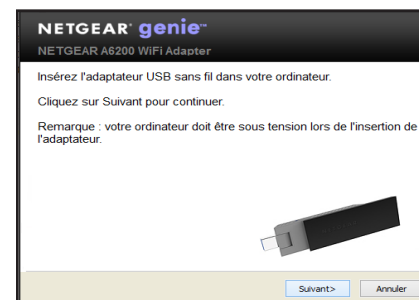 NETGEAR® genie™
NETGEAR A6200 WiFi Adapter
Insérez l'adaptateur USB sans fil dans votre ordinateur.
Cliquez sur Suivant pour continuer.
Remarque : votre ordinateur doit être sous tension lors de l'insertion de
l'adaptateur.
Suivant>
Annuler